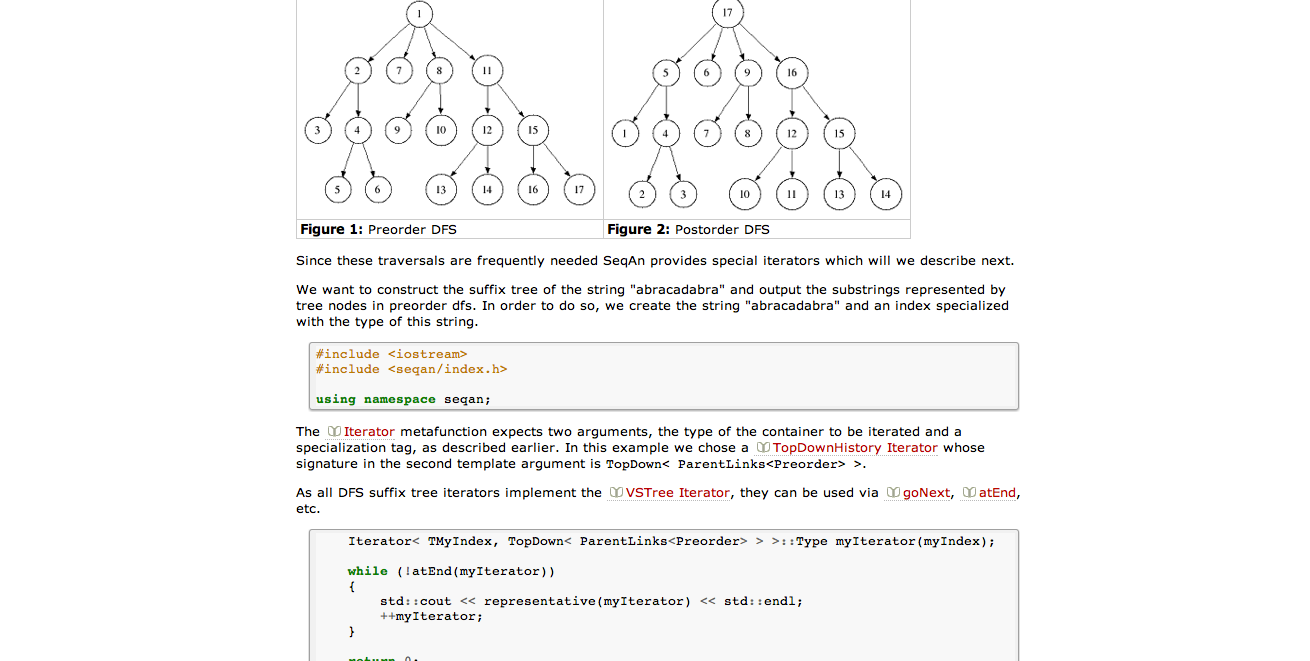 1
2 7 8 11
3 4 9 10 12 15
5 6 13 14 16 17
Figure 1: Preorder DFS
17
5 6 9 16
1 4 7 8 12 15
2 3 10 11 13 14
Figure 2: Postorder DFS
Since these traversals are frequently needed SeqAn provides special iterators which will we describe next.
We want to construct the suffix tree of the string "abracadabra" and output the substrings represented by
tree nodes in preorder dfs. In order to do so, we create the string "abracadabra" and an index specialized
with the type of this string.
#include <iostream>
#include <seqan/index.h>
using namespace seqan;
The Iterator metafunction expects two arguments, the type of the container to be iterated and a
specialization tag, as described earlier. In this example we chose a TopDownHistory Iterator whose
signature in the second template argument is TopDown< ParentLinks<Preorder> >.
As all DFS suffix tree iterators implement the VSTree Iterator, they can be used via goNext, atEnd,
etc.
Iterator< TMyIndex, TopDown< ParentLinks<Preorder> > >::Type myIterator(myIndex);
while (!atEnd(myIterator))
{
std::cout << representative(myIterator) << std::endl;
++myIterator;
}